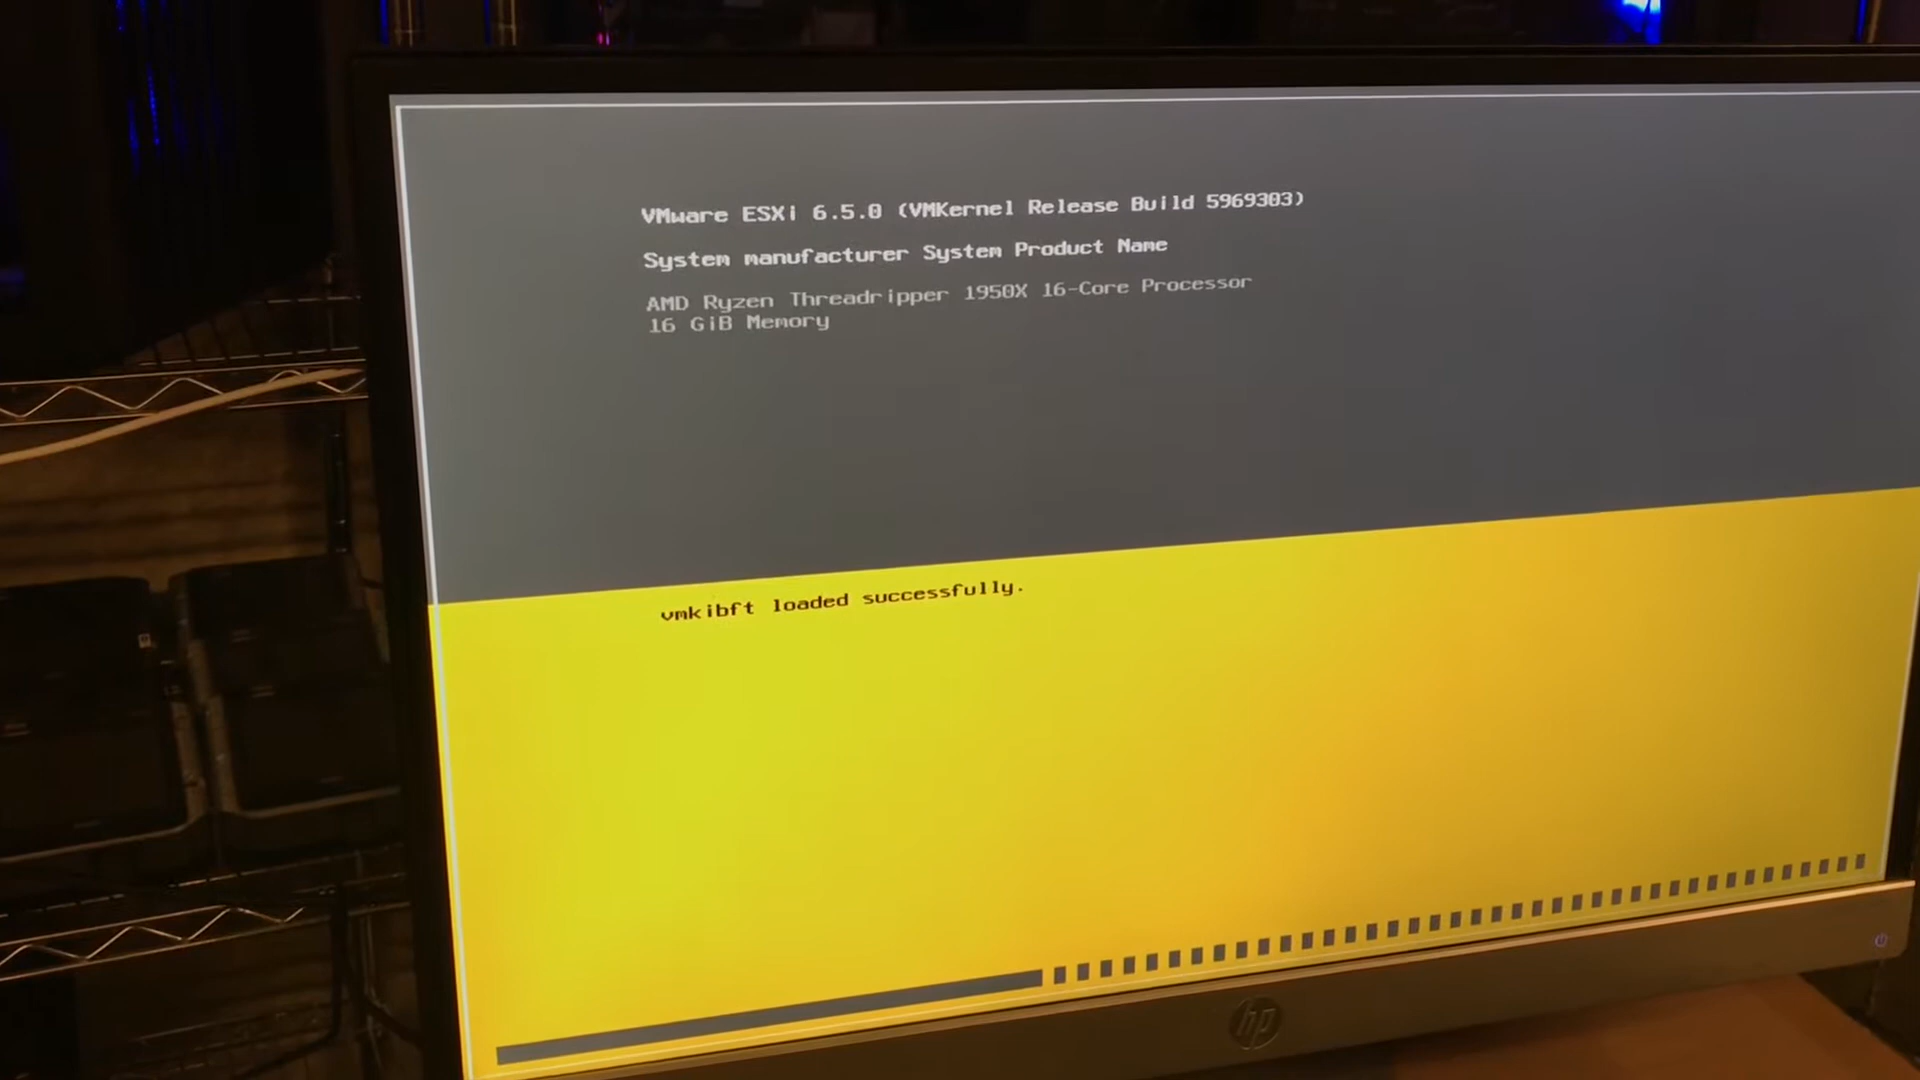 VMware ESXi 6.5.0 (VMKernel Release Build 5969303)
System manufacturer System Product Name
AMD Ryzen Threadripper 1950X 16-Core Processor
16 GiB Memory
vmkibft loaded successfully.
hp